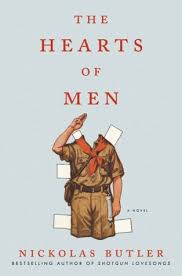 THE
HEARTS
OF
MEN
A NOVEL
NICKOLAS BUTLER
BESTSELLING AUTHOR OF SHOTGUN LOVESONGS